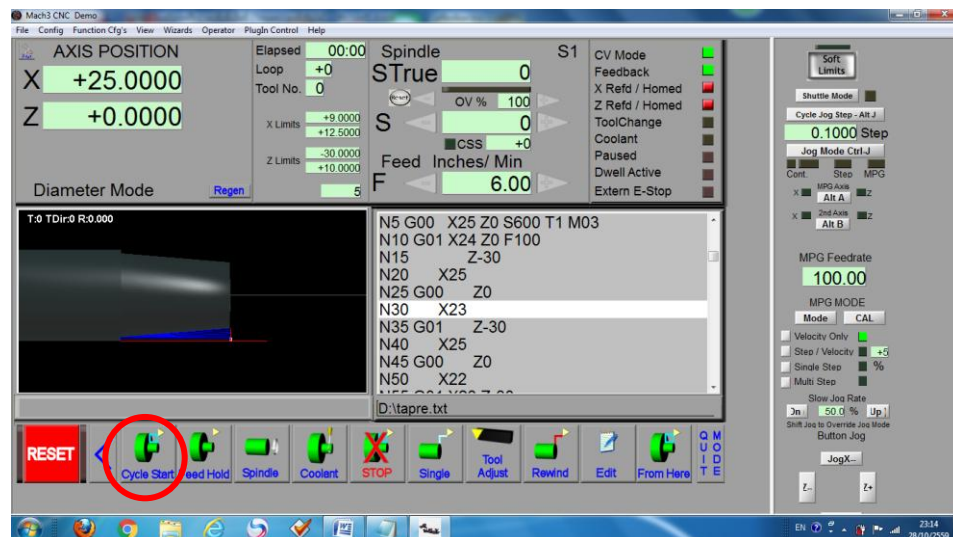 Mach3 CNC Demo
File Config Function Cfg's View Wizards Operator PlugIn Control Help
AXIS POSITION
X +25.0000
Z +0.0000
Diameter Mode
Regen
Elapsed 00:00
Loop +0
Tool No. 0
X Limits +9.0000
+12.5000
Z Limits -30.0000
+10.0000
5
Spindle S1
STrue 0
OV % 100
S 0
CSS +0
Feed Inches/ Min
F 6.00
CV Mode
Feedback
X Refd / Homed
Z Refd / Homed
ToolChange
Coolant
Paused
Dwell Active
Extern E-Stop
T:0 TDir:0 R:0.000
N5 G00 X25 Z0 S600 T1 M03
N10 G01 X24 Z0 F100
N15 Z-30
N20 X25
N25 G00 Z0
N30 X23
N35 G01 Z-30
N40 X25
N45 G00 Z0
N50 X22
D:\tapre.txt
RESET
Cycle Start
Feed Hold
Spindle
Coolant
STOP
Single
Tool
Adjust
Rewind
Edit
From Here
QUIT
MODE
Soft
Limits
Shuttle Mode
Cycle Jog Step - Alt J
0.1000 Step
Jog Mode Ctrl-J
Cont. Step MPG
MPG Axis
X Alt A Z
2nd Axis
X Alt B Z
MPG Feedrate
100.00
MPG MODE
Mode CAL
Velocity Only
Step / Velocity +5
Single Step %
Multi Step
Slow Jog Rate
Dn 50.0 % Up
Shift Jog to Override Jog Mode
Button Jog
JogX--
Z-- Z+
EN 23:14
28/10/2559